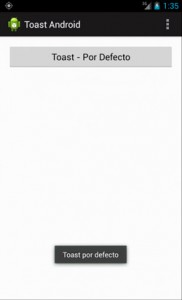 1:35
Toast Android
Toast - Por Defecto
Toast por defecto